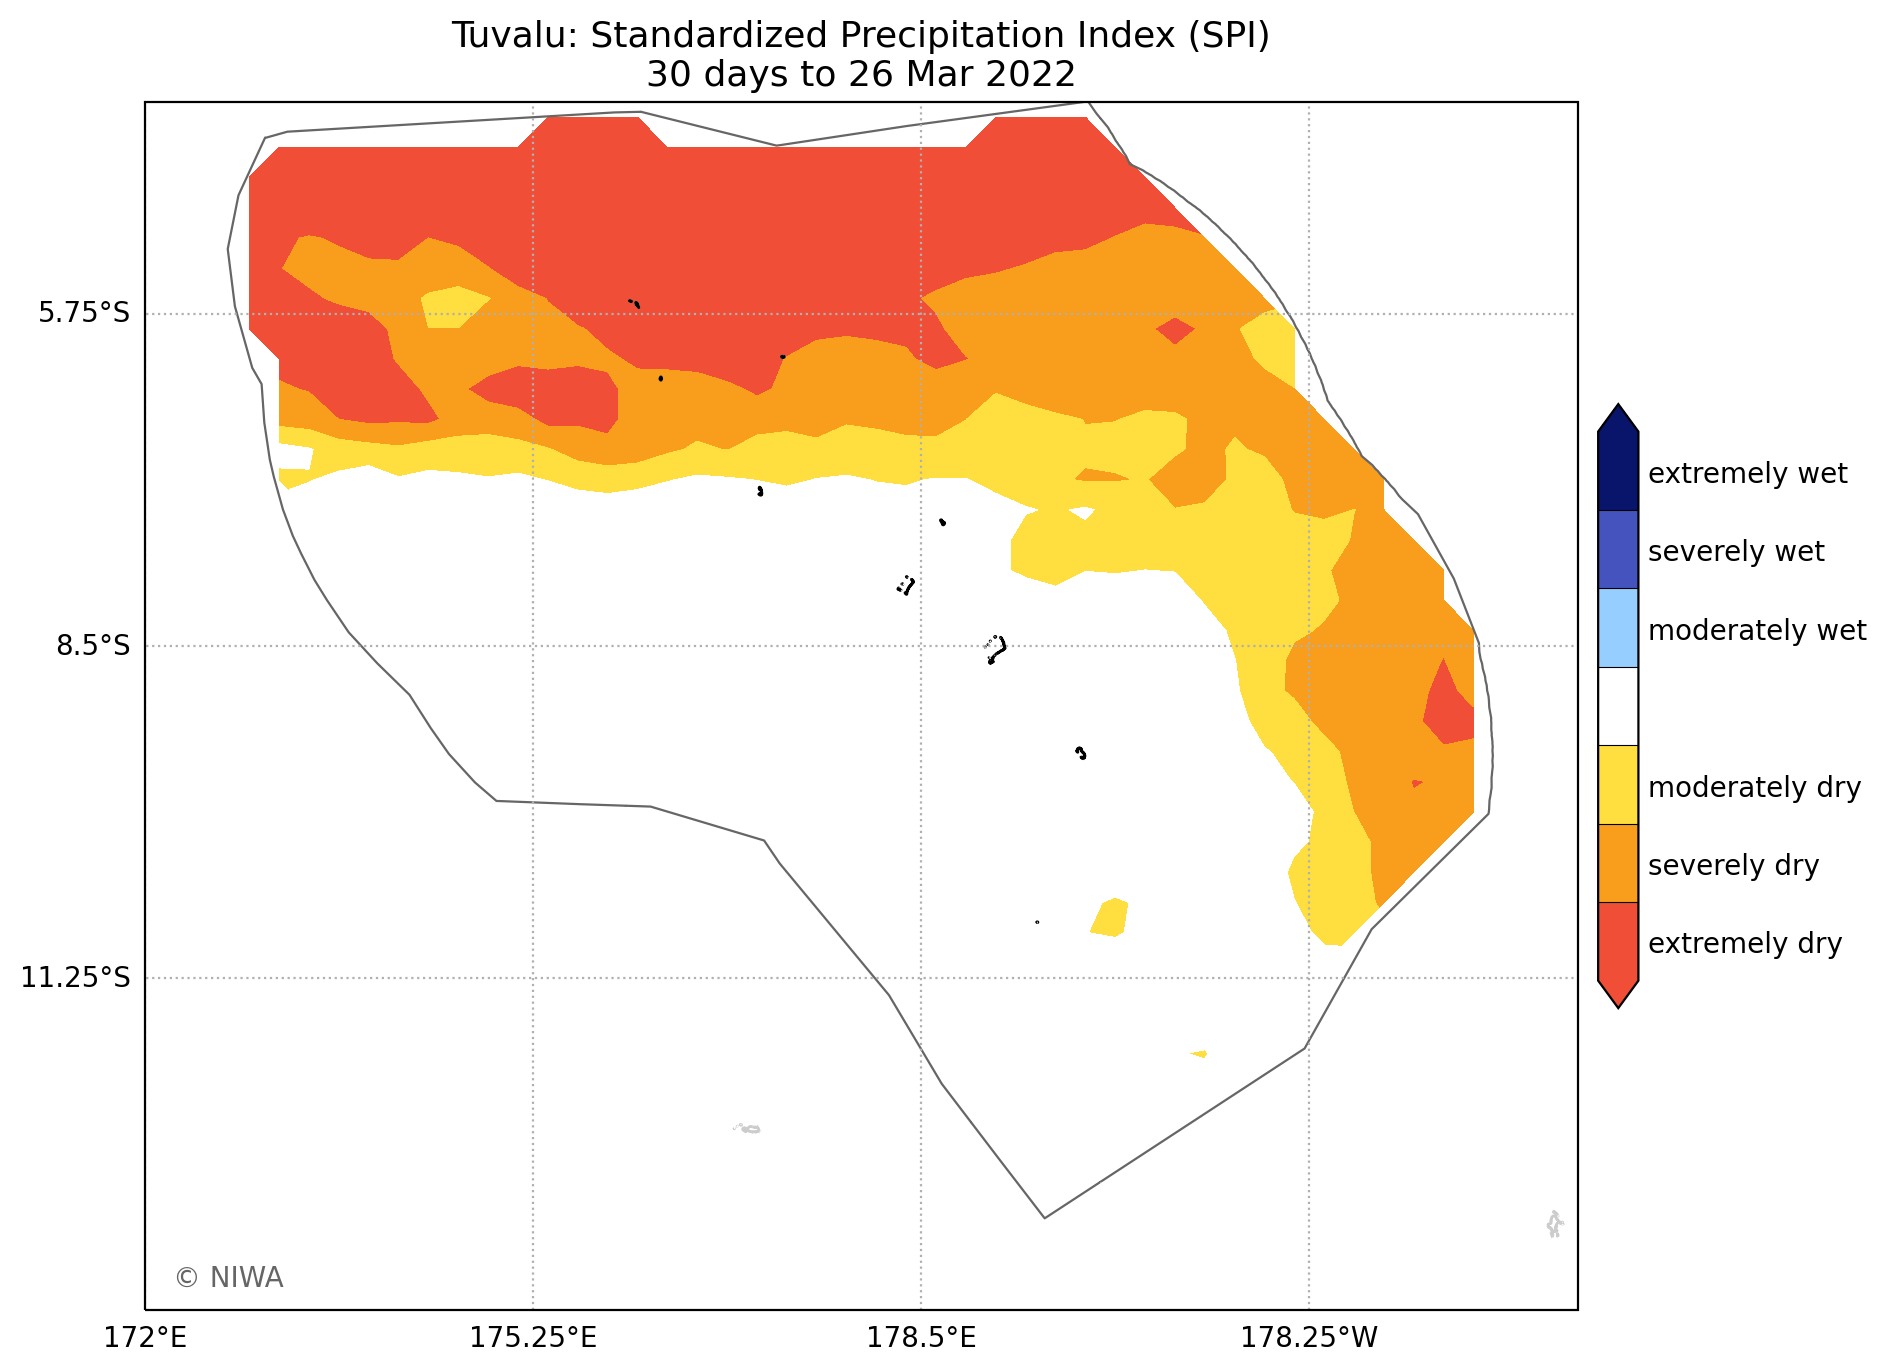 Tuvalu: Standardized Precipitation Index (SPI)
30 days to 26 Mar 2022
5.75°S
8.5°S
11.25°S
172°E
175.25°E
178.5°E
178.25°W
extremely wet
severely wet
moderately wet
moderately dry
severely dry
extremely dry
© NIWA